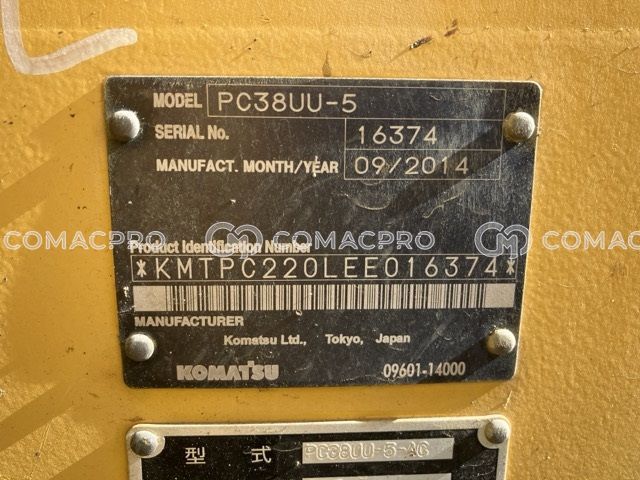 MODEL PC38UU-5
SERIAL No. 16374
MANUFACT. MONTH/YEAR 09/2014
COMACPRO COMACPRO COMACPRO
Product Identification Number
*KMTPC220LEE016374*
MANUFACTURER
Komatsu Ltd., Tokyo, Japan
KOMATSU 09601-14000
型式 PC38UU-5-AC